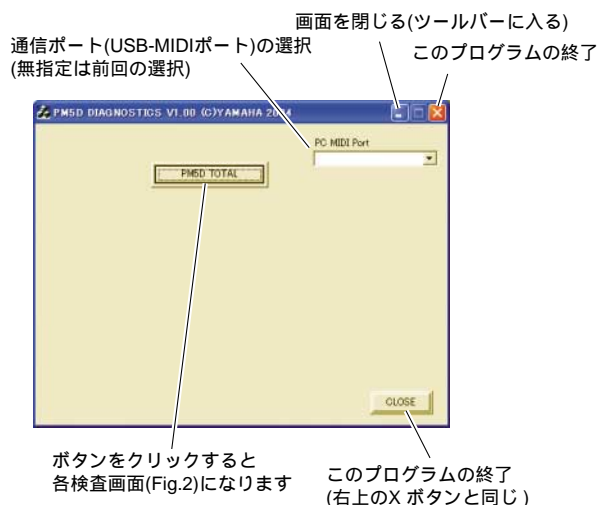 画面を閉じる(ツールバーに入る)
通信ポート(USB-MIDIポート)の選択
(無指定は前回の選択)
このプログラムの終了
PM5D DIAGNOSTICS V1.00 (C)YAMAHA 2004
PC MIDI Port
PM5D TOTAL
CLOSE
ボタンをクリックすると
各検査画面(Fig.2)になります
このプログラムの終了
(右上のX ボタンと同じ )